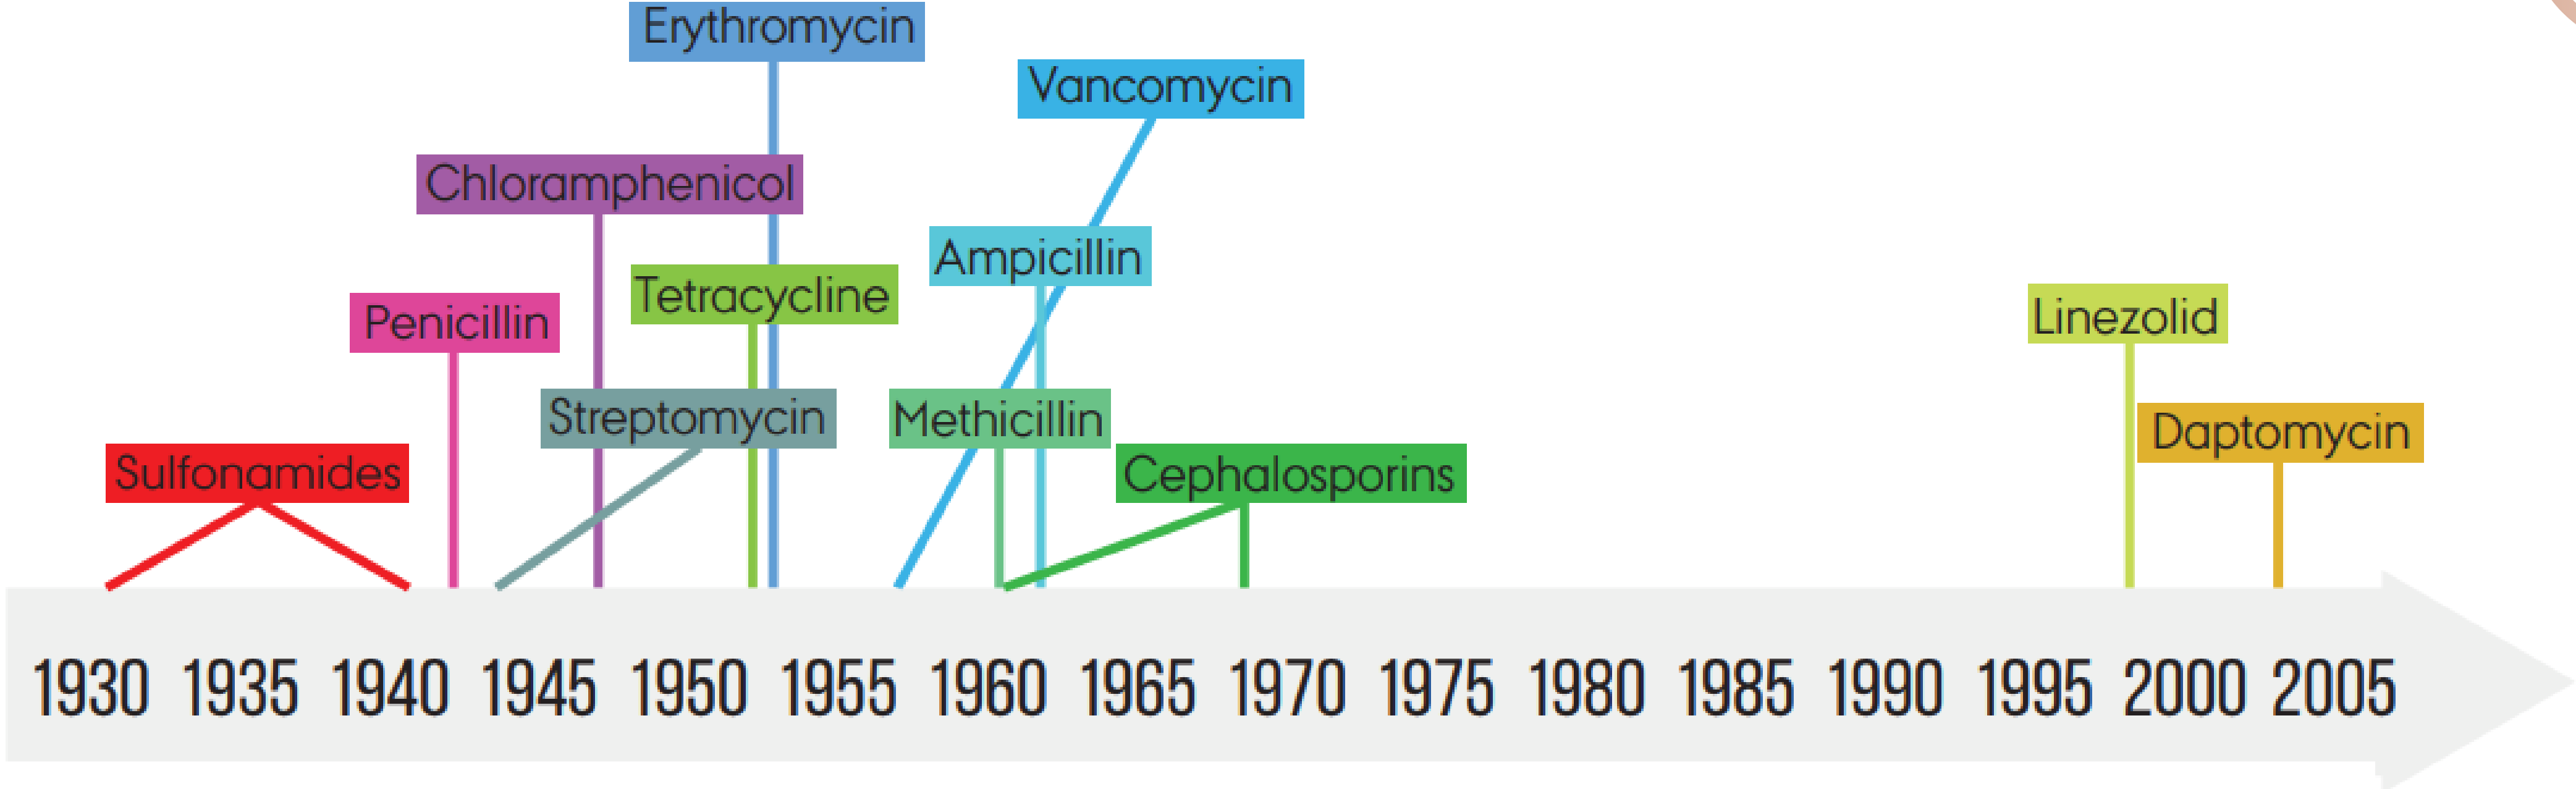 Erythromycin
Vancomycin
Chloramphenicol
Ampicillin
Tetracycline
Penicillin
Linezolid
Streptomycin
Methicillin
Daptomycin
Sulfonamides
Cephalosporins
1930 1935 1940 1945 1950 1955 1960 1965 1970 1975 1980 1985 1990 1995 2000 2005